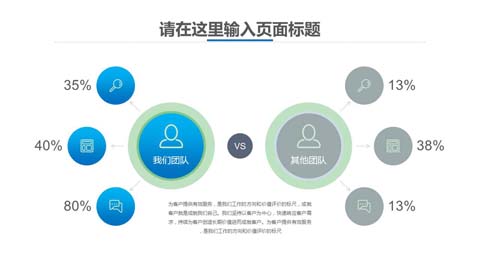 请在这里输入页面标题
35%
13%
40%
我们团队
VS
其他团队
38%
80%
13%
为客户提供有效服务，是我们工作的方向和价值评价的标尺，成就
客户就是成就我们自己。我们坚持以客户为中心，快速响应客户需
求，持续为客户创造长期价值进而成就客户。为客户提供有效服务
，是我们工作的方向和价值评价的标尺